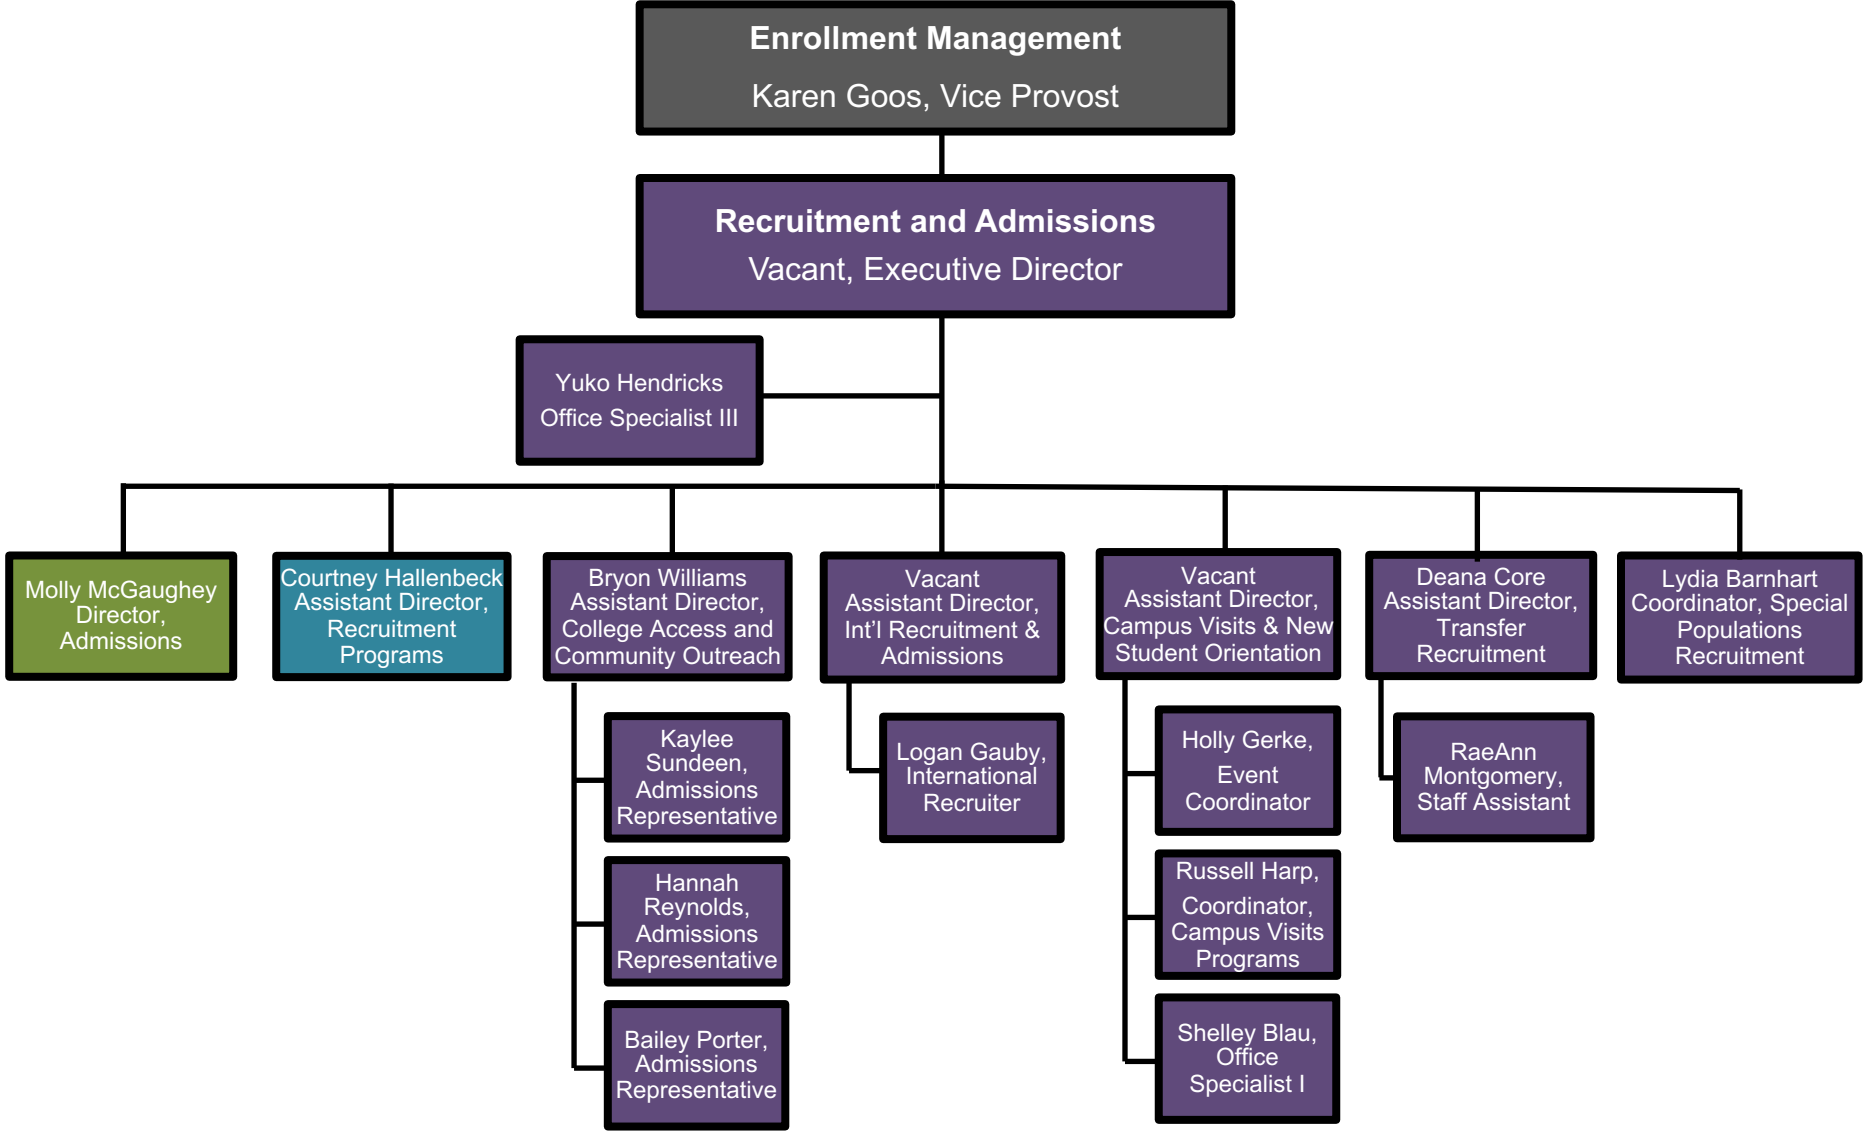 Enrollment Management
Karen Goos, Vice Provost
Recruitment and Admissions
Vacant, Executive Director
Yuko Hendricks
Office Specialist III
Molly McGaughey
Director,
Admissions
Courtney Hallenbeck
Assistant Director,
Recruitment
Programs
Bryon Williams
Assistant Director,
College Access and
Community Outreach
Vacant
Assistant Director,
Int’l Recruitment &
Admissions
Vacant
Assistant Director,
Campus Visits & New
Student Orientation
Deana Core
Assistant Director,
Transfer
Recruitment
Lydia Barnhart
Coordinator, Special
Populations
Recruitment
Kaylee
Sundeen,
Admissions
Representative
Hannah
Reynolds,
Admissions
Representative
Bailey Porter,
Admissions
Representative
Logan Gauby,
International
Recruiter
Holly Gerke,
Event
Coordinator
Russell Harp,
Coordinator,
Campus Visits
Programs
Shelley Blau,
Office
Specialist I
RaeAnn
Montgomery,
Staff Assistant